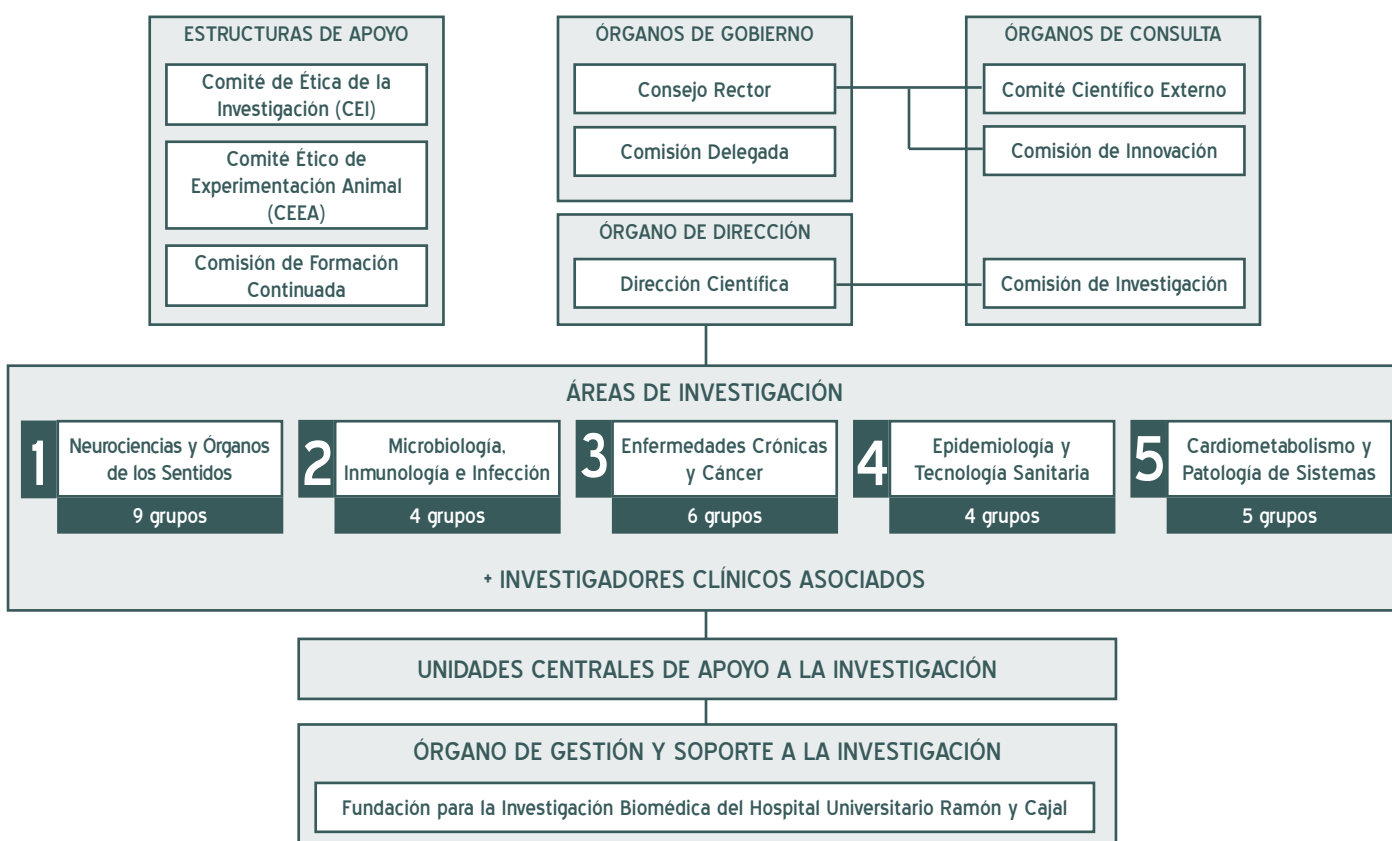 ESTRUCTURAS DE APOYO
Comité de Ética de la
Investigación (CEI)
Comité Ético de
Experimentación Animal
(CEEA)
Comisión de Formación
Continuada
ÓRGANOS DE GOBIERNO
Consejo Rector
Comisión Delegada
ÓRGANO DE DIRECCIÓN
Dirección Científica
ÓRGANOS DE CONSULTA
Comité Científico Externo
Comisión de Innovación
Comisión de Investigación
ÁREAS DE INVESTIGACIÓN
1
Neurociencias y Órganos
de los Sentidos
9 grupos
2
Microbiología,
Inmunología e Infección
4 grupos
3
Enfermedades Crónicas
y Cáncer
6 grupos
4
Epidemiología y
Tecnología Sanitaria
4 grupos
5
Cardiometabolismo y
Patología de Sistemas
5 grupos
+ INVESTIGADORES CLÍNICOS ASOCIADOS
UNIDADES CENTRALES DE APOYO A LA INVESTIGACIÓN
ÓRGANO DE GESTIÓN Y SOPORTE A LA INVESTIGACIÓN
Fundación para la Investigación Biomédica del Hospital Universitario Ramón y Cajal